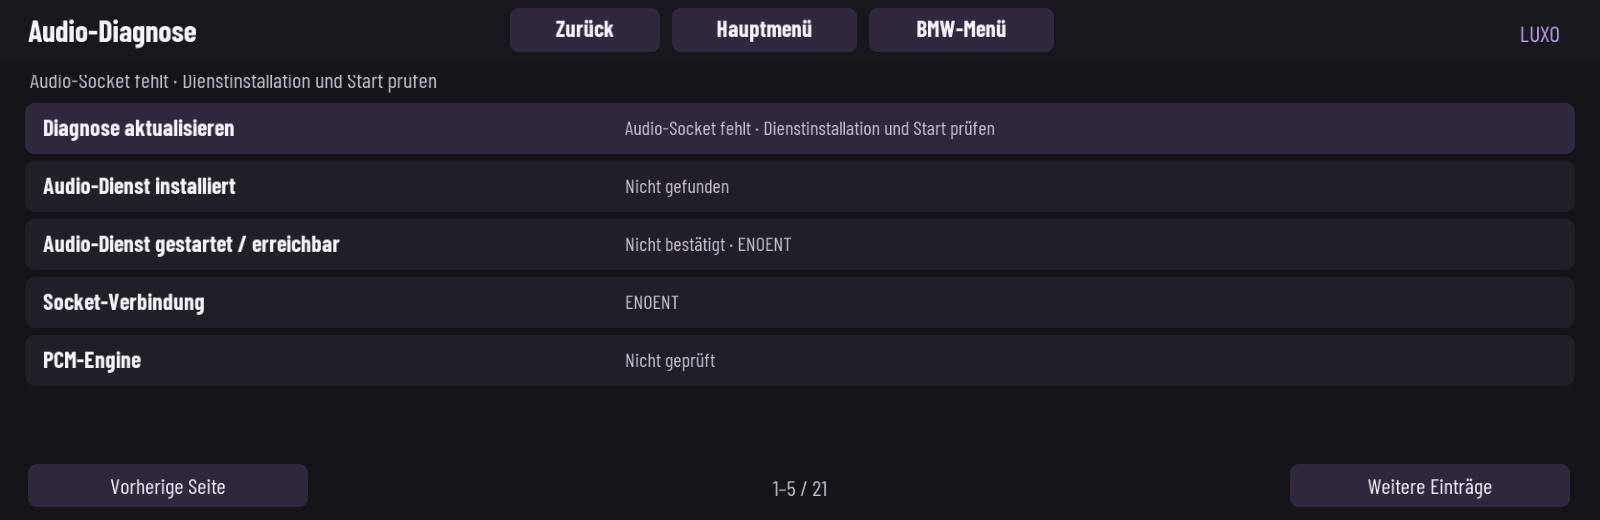 Audio-Diagnose
Zurück
Hauptmenü
BMW-Menü
LUXO
Audio-Socket fehlt · Dienstinstallation und Start prüfen
Diagnose aktualisieren
Audio-Socket fehlt · Dienstinstallation und Start prüfen
Audio-Dienst installiert
Nicht gefunden
Audio-Dienst gestartet / erreichbar
Nicht bestätigt · ENOENT
Socket-Verbindung
ENOENT
PCM-Engine
Nicht geprüft
Vorherige Seite
1–5 / 21
Weitere Einträge